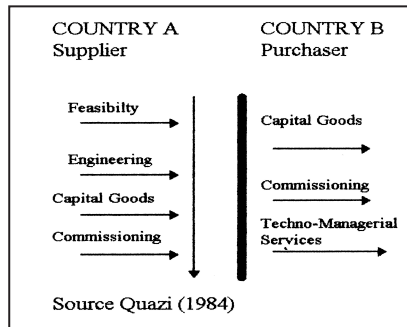 COUNTRY A
Supplier
Feasibilty
Engineering
Capital Goods
Commissioning
COUNTRY B
Purchaser
Capital Goods
Commissioning
Techno-Managerial
Services
Source Quazi (1984)